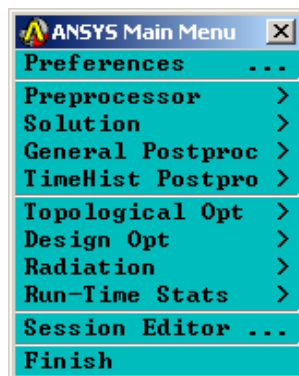 ANSYS Main Menu
Preferences ...
Preprocessor >
Solution >
General Postproc >
TimeHist Postpro >
Topological Opt >
Design Opt >
Radiation >
Run-Time Stats >
Session Editor ...
Finish